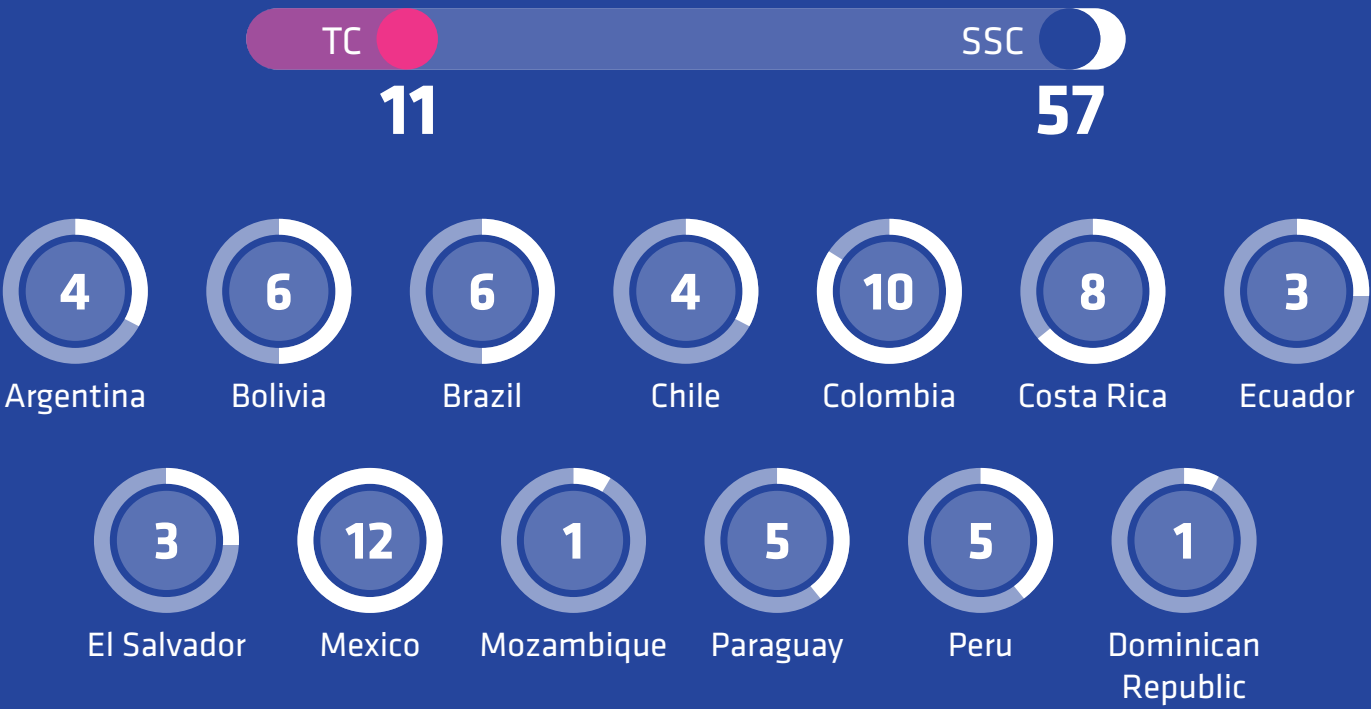 TC
SSC
11
57
4
6
6
4
10
8
3
Argentina
Bolivia
Brazil
Chile
Colombia
Costa Rica
Ecuador
3
12
1
5
5
1
El Salvador
Mexico
Mozambique
Paraguay
Peru
Dominican
Republic